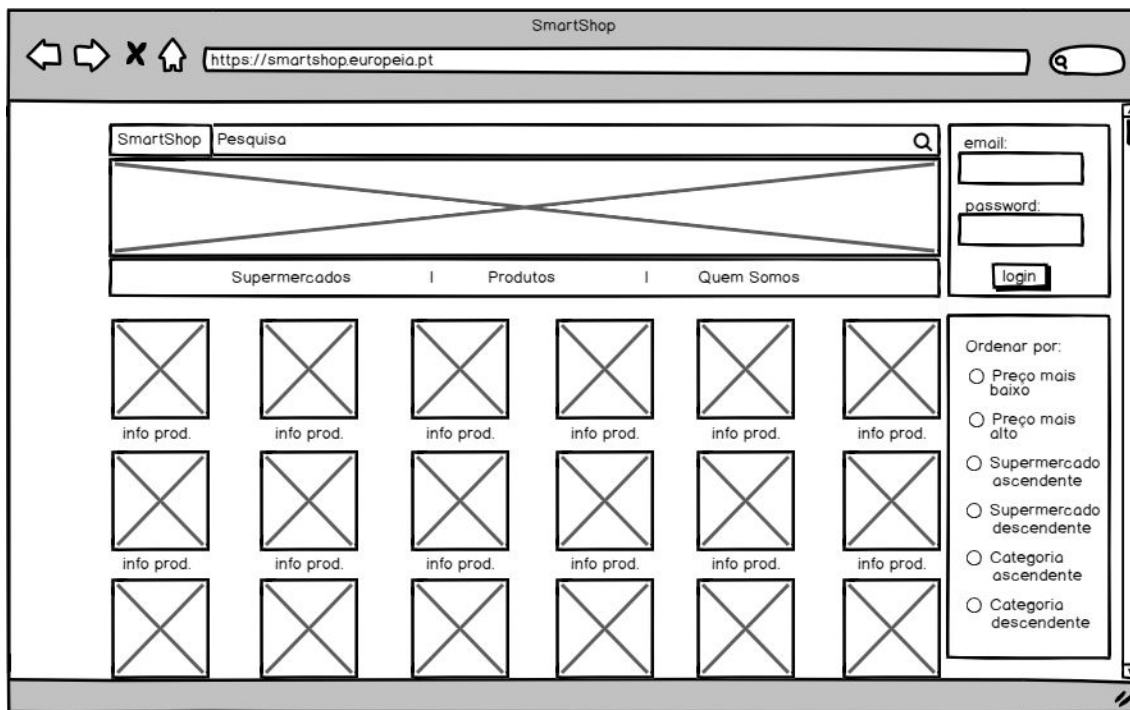 SmartShop
https://smartshop.europeia.pt
SmartShop
Pesquisa
email:
password:
login
Supermercados | Produtos | Quem Somos
info prod. info prod. info prod. info prod. info prod. info prod.
info prod. info prod. info prod. info prod. info prod. info prod.
Ordenar por:
Preço mais
baixo
Preço mais
alto
Supermercado
ascendente
Supermercado
descendente
Categoria
ascendente
Categoria
descendente